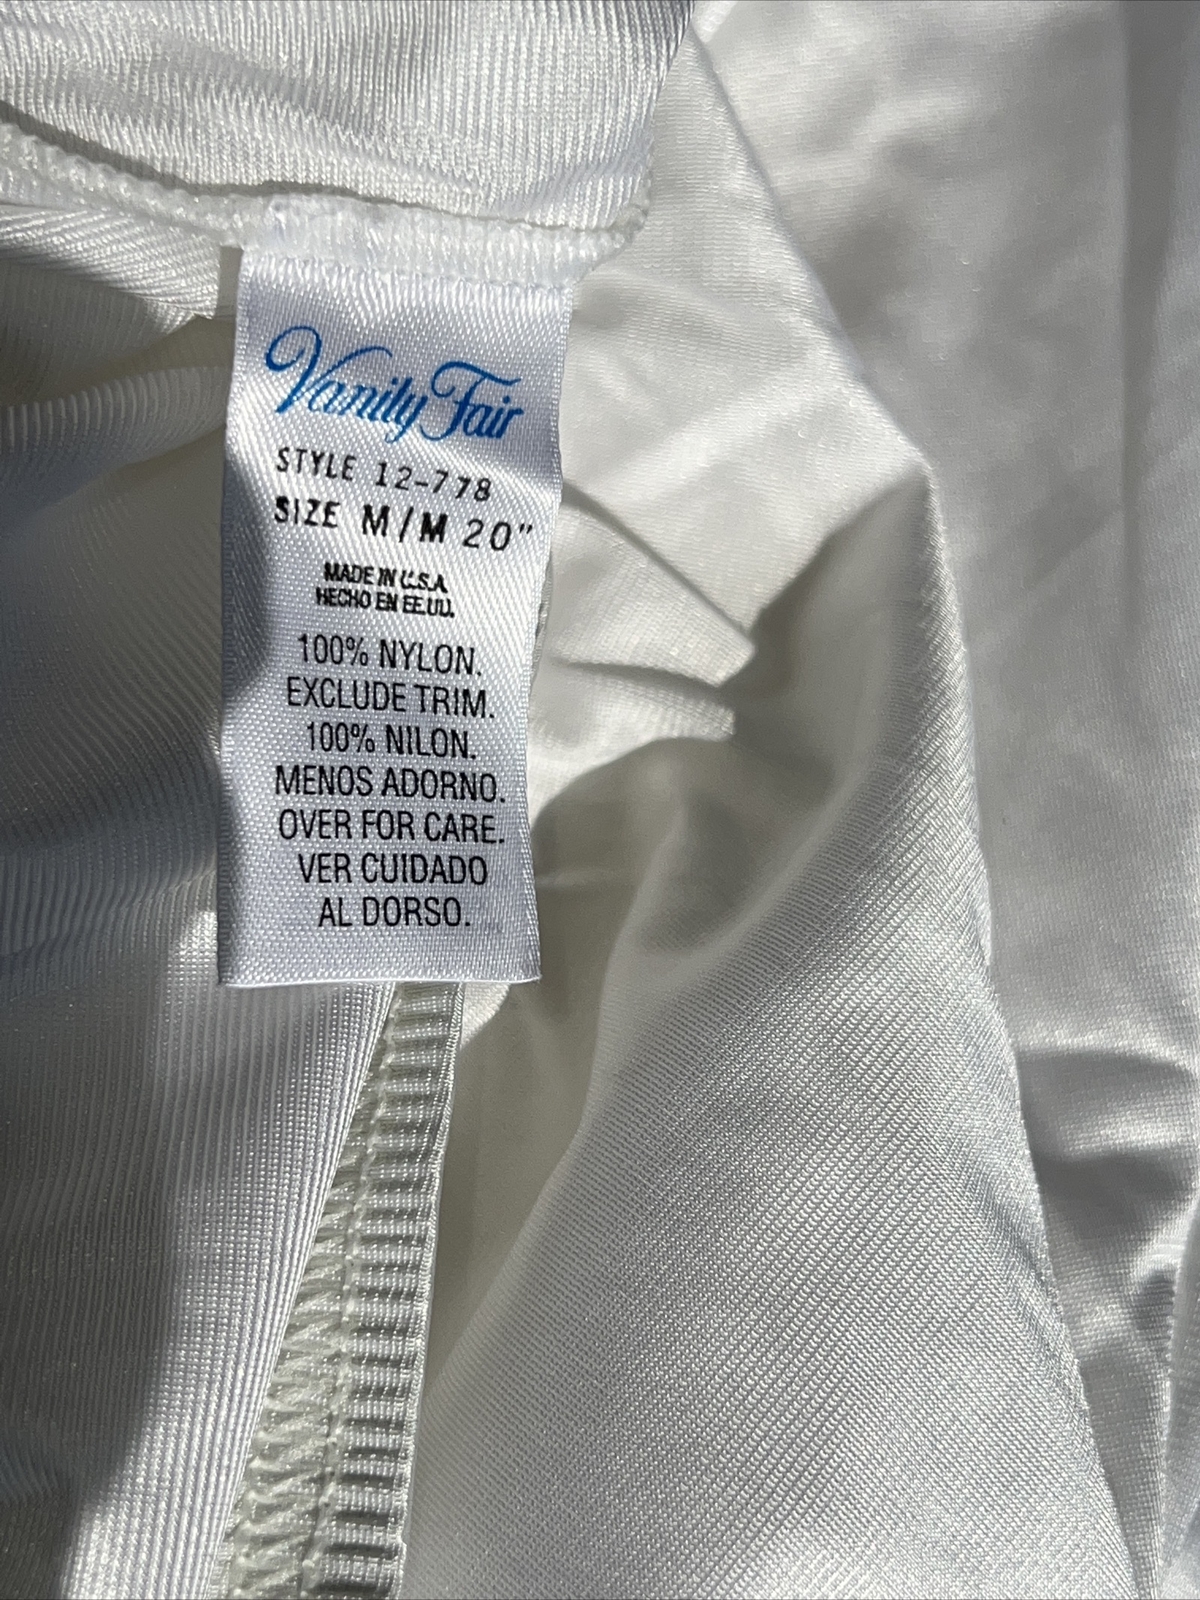 Vanity Fair
STYLE 12-778
SIZE M/M 20"
MADE IN U.S.A.
HECHO EN EE.UU.
100% NYLON.
EXCLUDE TRIM.
100% NILON.
MENOS ADORNO.
OVER FOR CARE.
VER CUIDADO
AL DORSO.